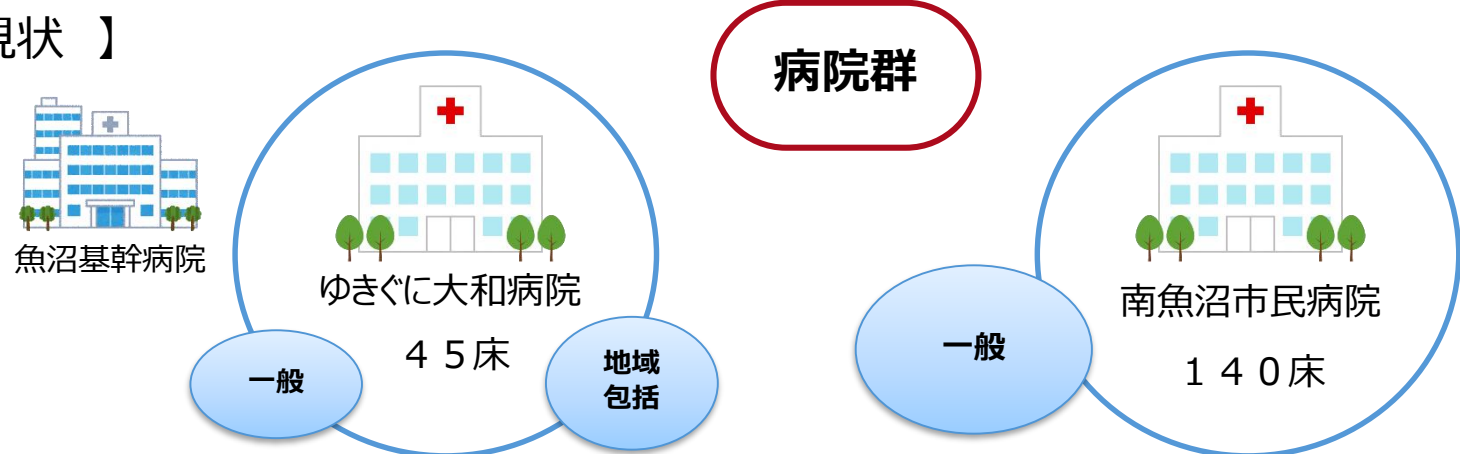 現状 】
病院群
魚沼基幹病院
ゆきぐに大和病院
４５床
一般
地域
包括
南魚沼市民病院
１４０床
一般